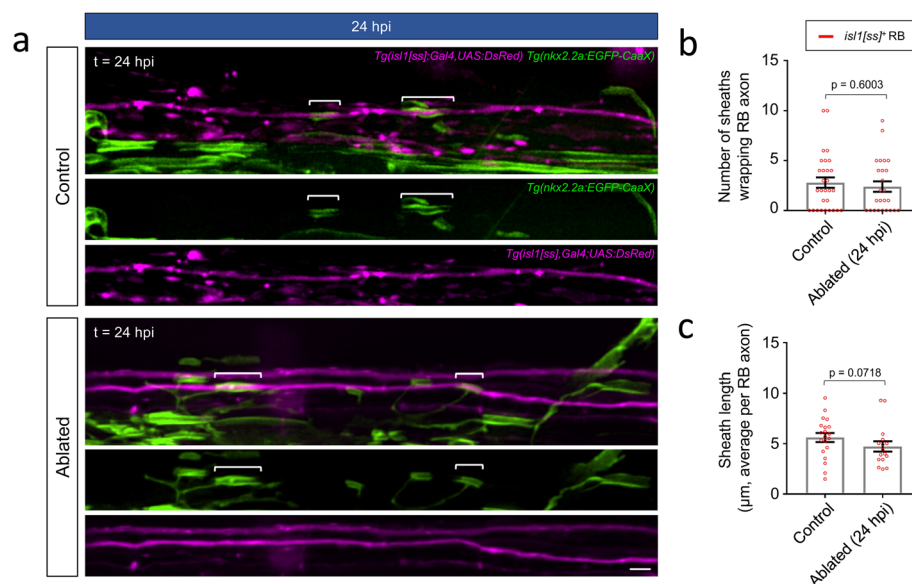 24 hpi
a
t = 24 hpi
Tg(isl1[ss]:Gal4,UAS:DsRed) Tg(nkx2.2a:EGFP-CaaX)
Control
Tg(nkx2.2a:EGFP-CaaX)
Tg(isl1[ss],Gal4;UAS:DsRed)
t = 24 hpi
Ablated
b
isl1[ss]⁺ RB
p = 0.6003
Number of sheaths
wrapping RB axon
15
10
5
0
Control
Ablated (24 hpi)
c
p = 0.0718
Sheath length
(μm, average per RB axon)
15
10
5
0
Control
Ablated (24 hpi)